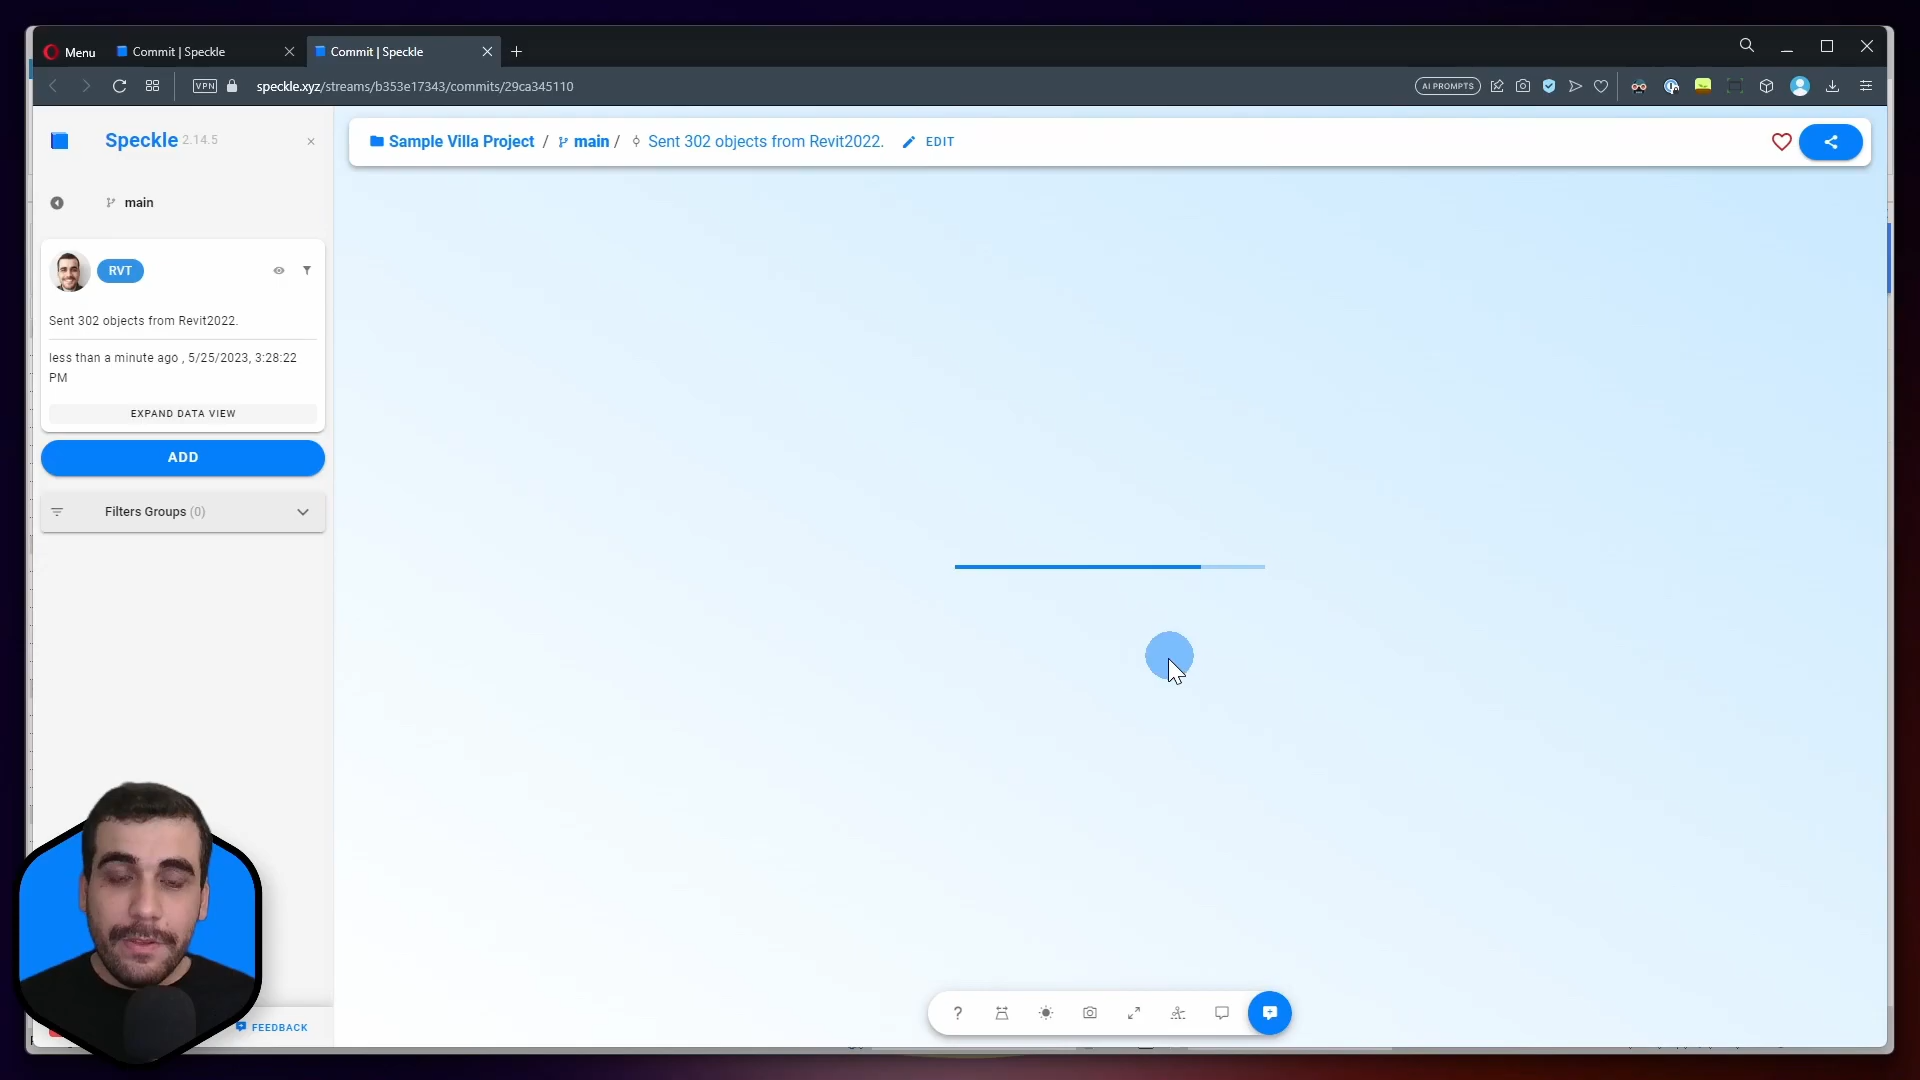 Menu
Commit | Speckle
Commit | Speckle
VPN
speckle.xyz/streams/b353e17343/commits/29ca345110
AI PROMPTS
Speckle 2.14.5
Sample Villa Project / main / Sent 302 objects from Revit2022. EDIT
main
RVT
Sent 302 objects from Revit2022.
less than a minute ago , 5/25/2023, 3:28:22
PM
EXPAND DATA VIEW
ADD
Filters Groups (0)
?
FEEDBACK